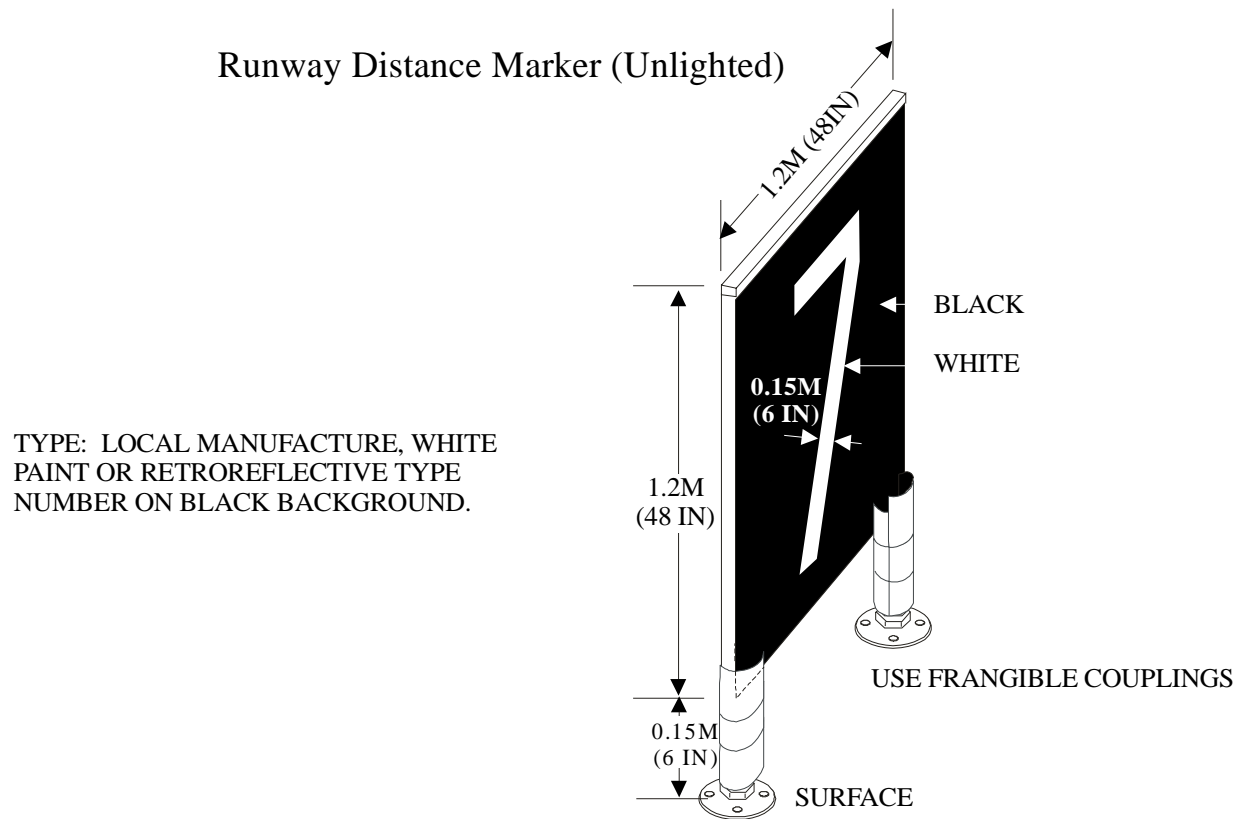 Runway Distance Marker (Unlighted)
1.2M (48IN)
7
BLACK
WHITE
0.15M
(6 IN)
TYPE:  LOCAL MANUFACTURE, WHITE
PAINT OR RETROREFLECTIVE TYPE
NUMBER ON BLACK BACKGROUND.
1.2M
(48 IN)
USE FRANGIBLE COUPLINGS
0.15M
(6 IN)
SURFACE